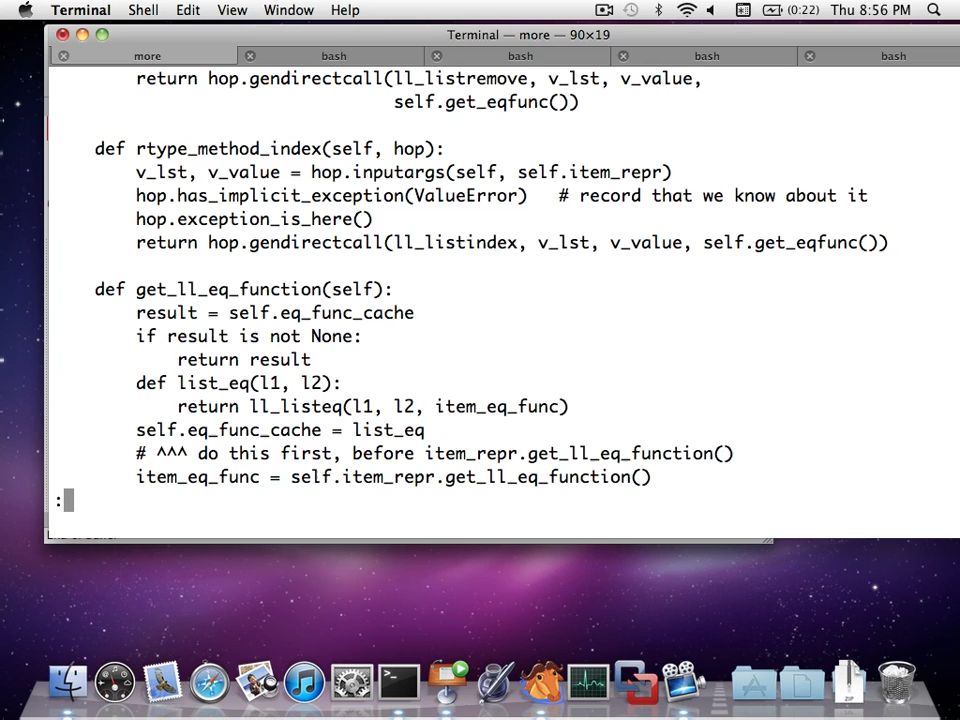 Terminal Shell Edit View Window Help (0:22) Thu 8:56 PM
Terminal — more — 90×19
more bash bash bash bash
return hop.gendirectcall(ll_listremove, v_lst, v_value,
self.get_eqfunc())
def rtype_method_index(self, hop):
v_lst, v_value = hop.inputargs(self, self.item_repr)
hop.has_implicit_exception(ValueError) # record that we know about it
hop.exception_is_here()
return hop.gendirectcall(ll_listindex, v_lst, v_value, self.get_eqfunc())
def get_ll_eq_function(self):
result = self.eq_func_cache
if result is not None:
return result
def list_eq(l1, l2):
return ll_listeq(l1, l2, item_eq_func)
self.eq_func_cache = list_eq
# ^^^ do this first, before item_repr.get_ll_eq_function()
item_eq_func = self.item_repr.get_ll_eq_function()
:
ZIP